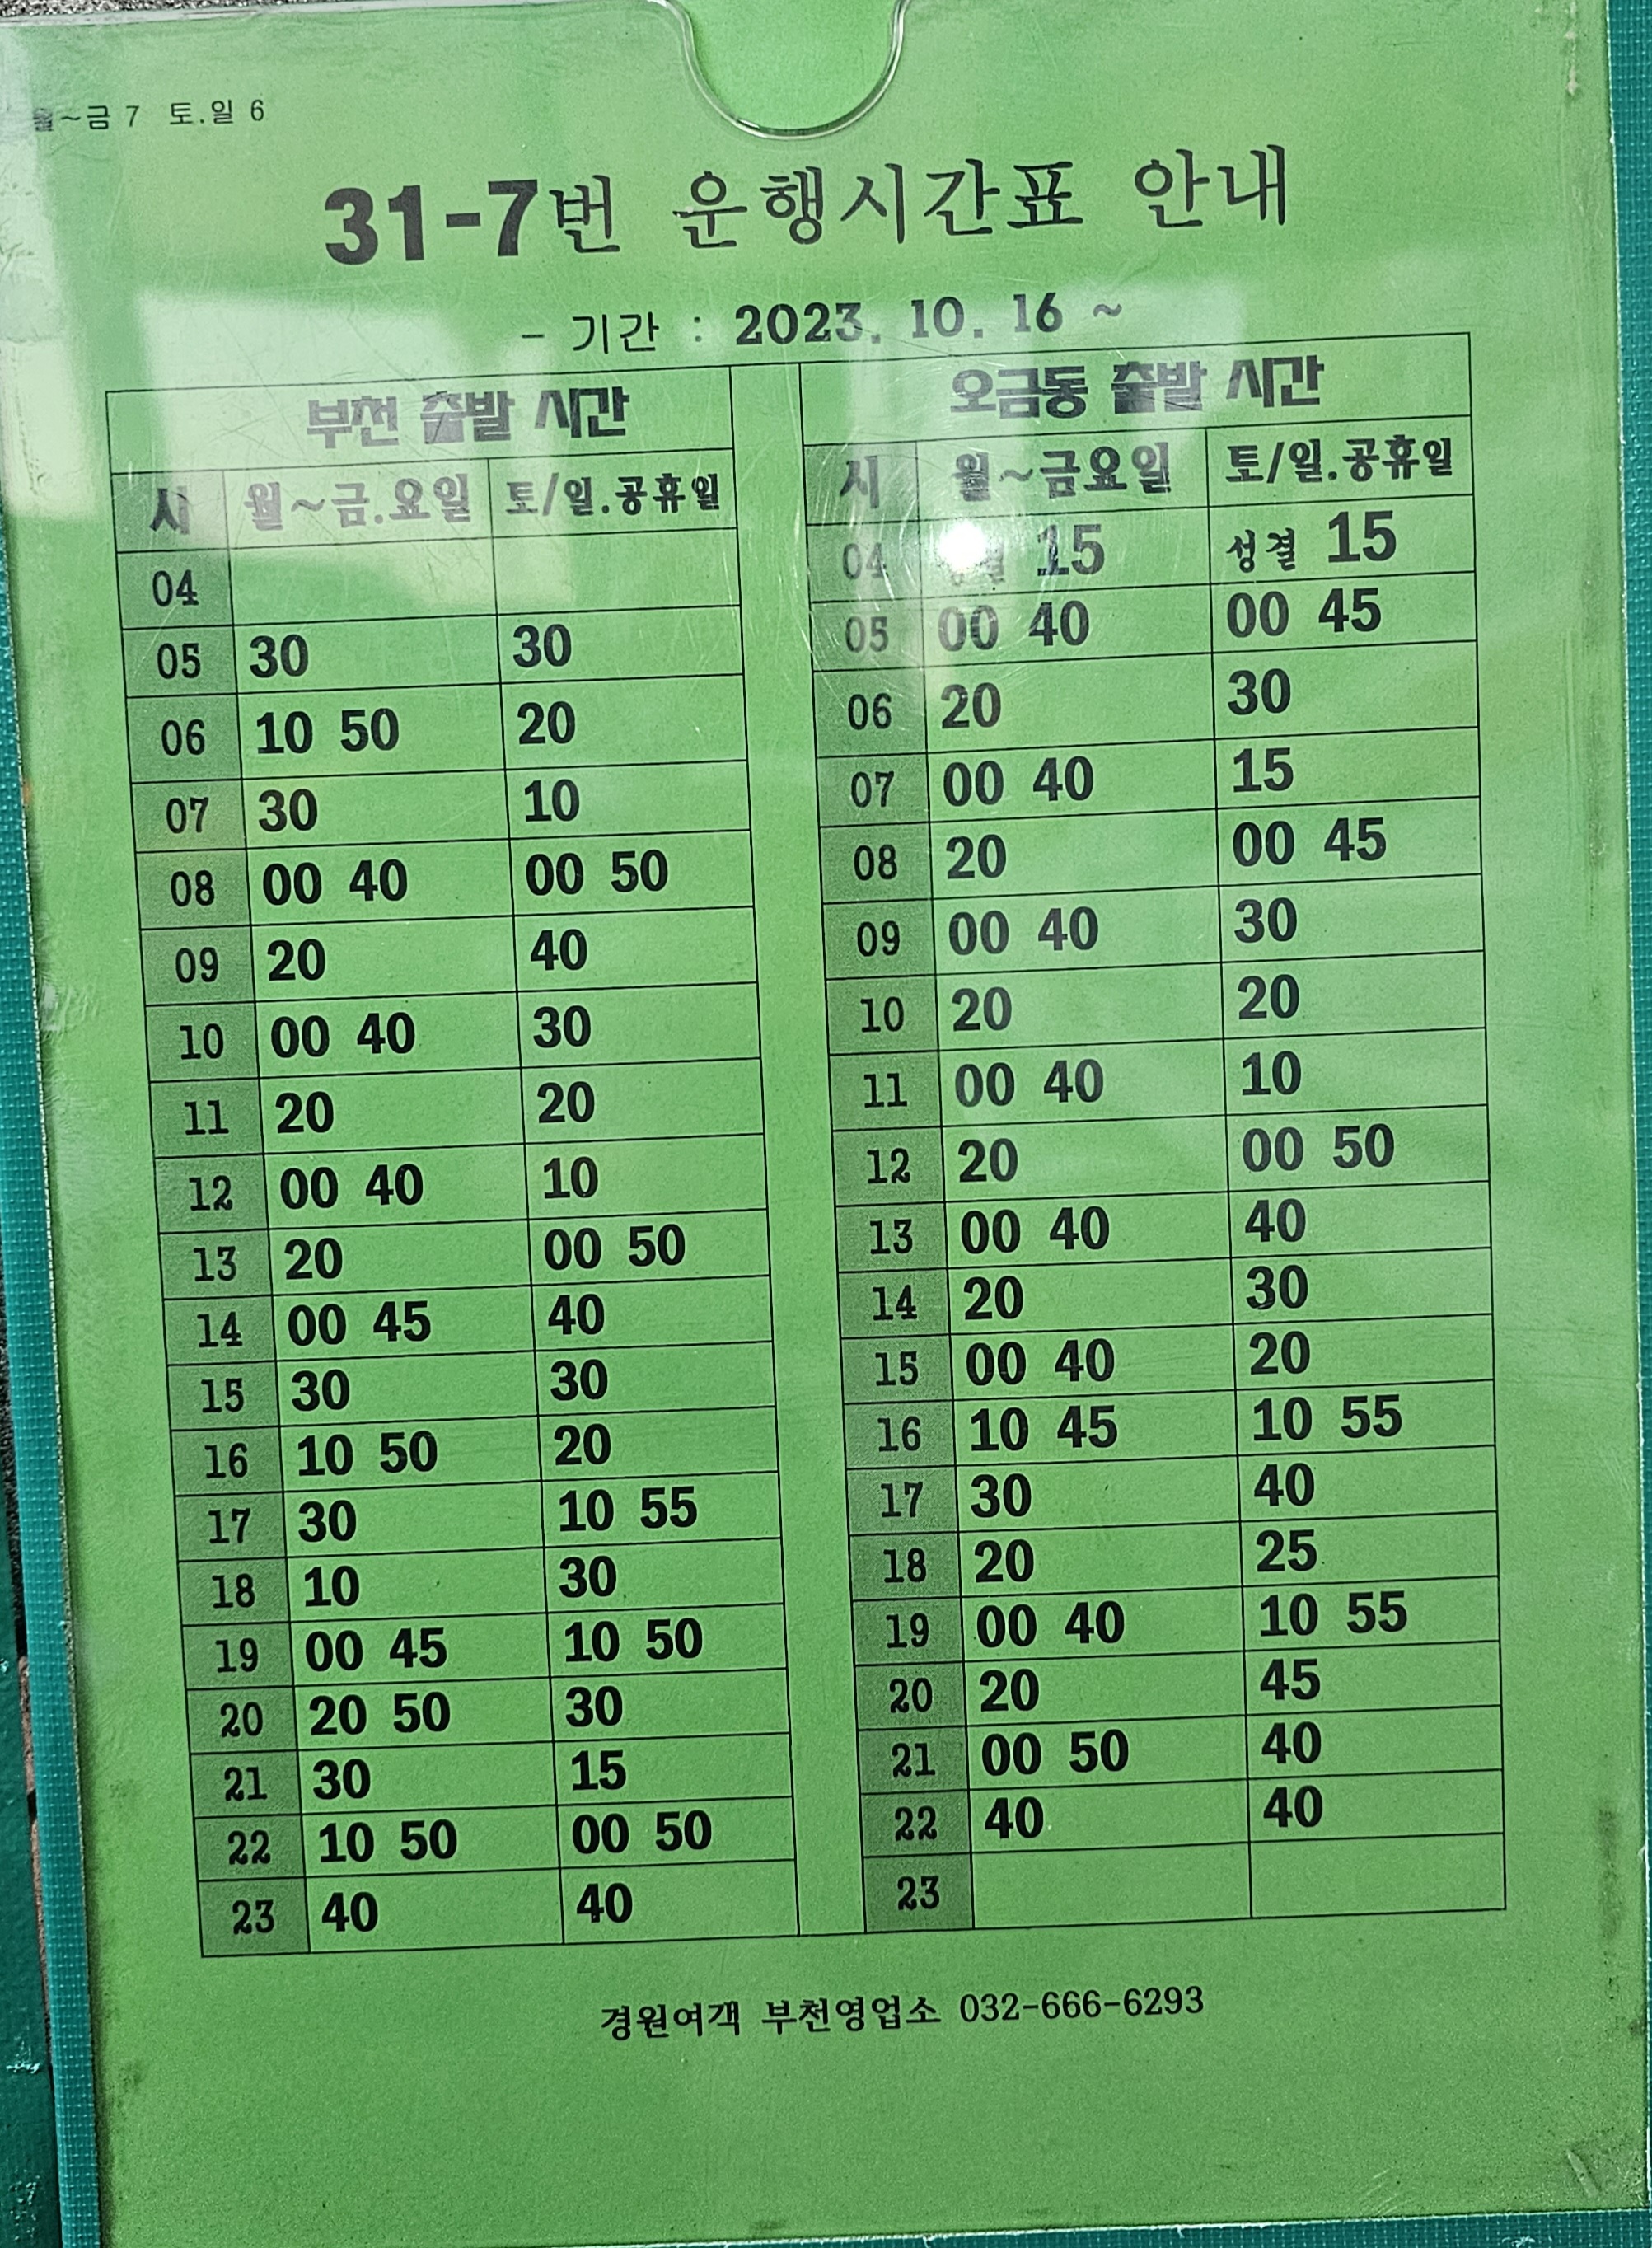 월~금 7 토.일 6
31-7번 운행시간표 안내
- 기간 : 2023. 10. 16 ~
부천 출발 시간 오금동 출발 시간
시 월~금.요일 토/일.공휴일 시 월~금요일 토/일.공휴일
04 04 15 성결 15
05 30 30 05 00 40 00 45
06 10 50 20 06 20 30
07 30 10 07 00 40 15
08 00 40 00 50 08 20 00 45
09 20 40 09 00 40 30
10 00 40 30 10 20 20
11 20 20 11 00 40 10
12 00 40 10 12 20 00 50
13 20 00 50 13 00 40 40
14 00 45 40 14 20 30
15 30 30 15 00 40 20
16 10 50 20 16 10 45 10 55
17 30 10 55 17 30 40
18 10 30 18 20 25
19 00 45 10 50 19 00 40 10 55
20 20 50 30 20 20 45
21 30 15 21 00 50 40
22 10 50 00 50 22 40 40
23 40 40 23
경원여객 부천영업소 032-666-6293